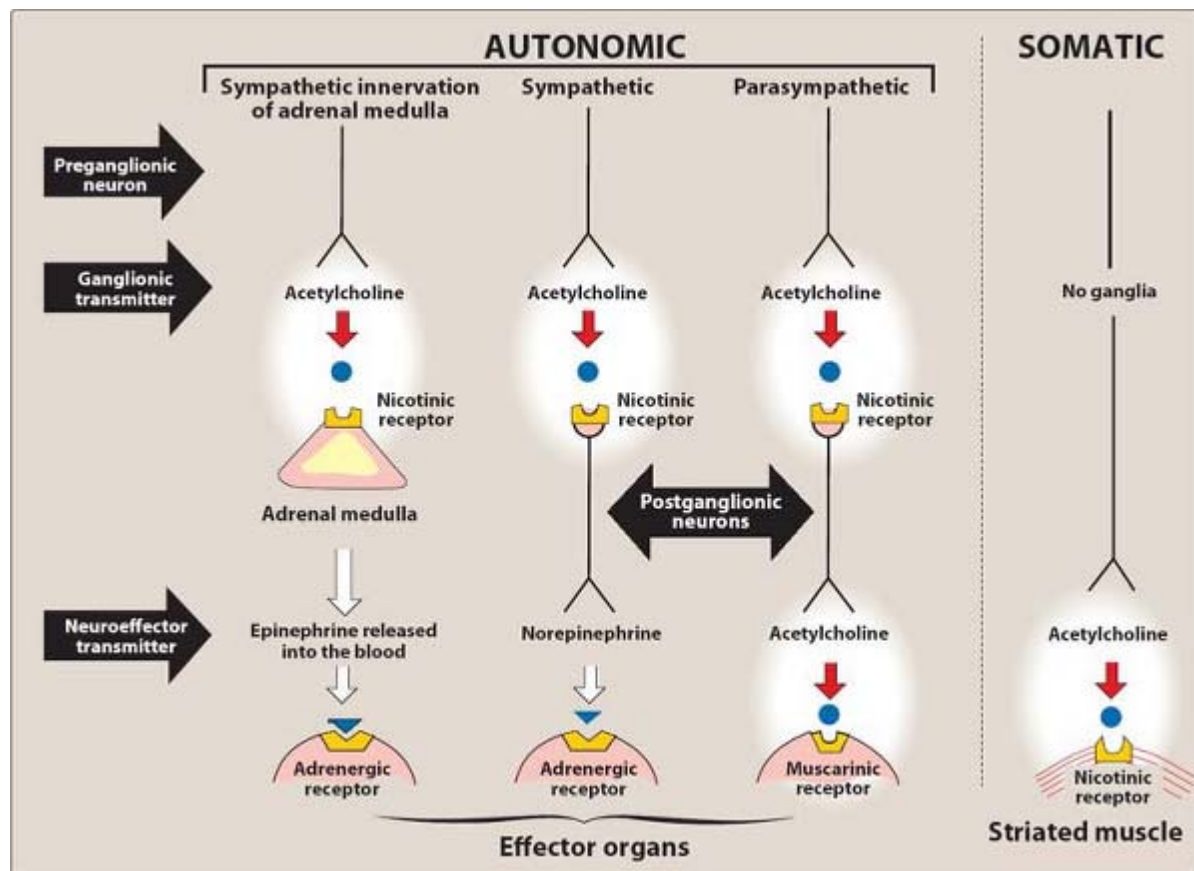 AUTONOMIC
SOMATIC
Sympathetic innervation
of adrenal medulla
Sympathetic
Parasympathetic
Preganglionic
neuron
Ganglionic
transmitter
Acetylcholine
Acetylcholine
Acetylcholine
No ganglia
Nicotinic
receptor
Nicotinic
receptor
Nicotinic
receptor
Adrenal medulla
Postganglionic
neurons
Neuroeffector
transmitter
Epinephrine released
into the blood
Norepinephrine
Acetylcholine
Acetylcholine
Adrenergic
receptor
Adrenergic
receptor
Muscarinic
receptor
Nicotinic
receptor
Effector organs
Striated muscle